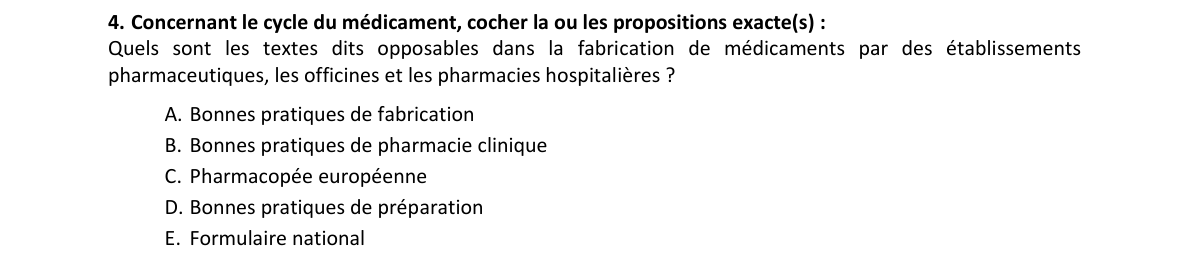 4. Concernant le cycle du médicament, cocher la ou les propositions exacte(s) :
Quels sont les textes dits opposables dans la fabrication de médicaments par des établissements
pharmaceutiques, les officines et les pharmacies hospitalières ?
A. Bonnes pratiques de fabrication
B. Bonnes pratiques de pharmacie clinique
C. Pharmacopée européenne
D. Bonnes pratiques de préparation
E. Formulaire national